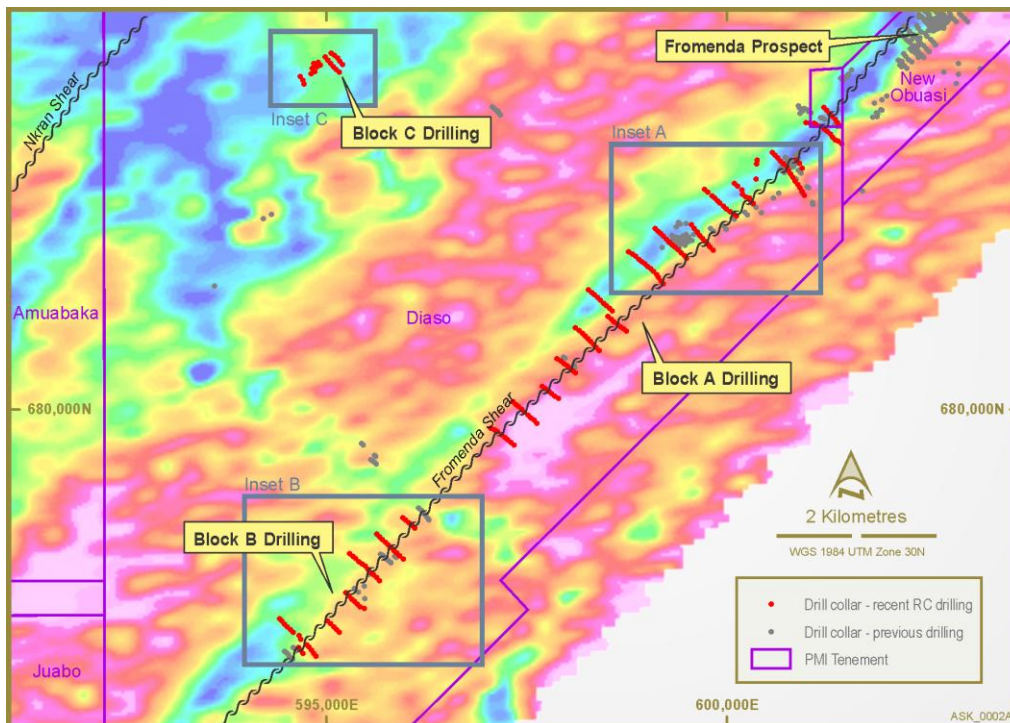 Fromenda Prospect
Nkran Shear
New
Obuasi
Inset C
Block C Drilling
Inset A
Amuabaka
Diaso
Block A Drilling
680,000N
680,000N
Fromenda Shear
Inset B
Block B Drilling
N
2 Kilometres
WGS 1984 UTM Zone 30N
Drill collar - recent RC drilling
Drill collar - previous drilling
PMI Tenement
Juabo
595,000E
600,000E
ASK_0002A